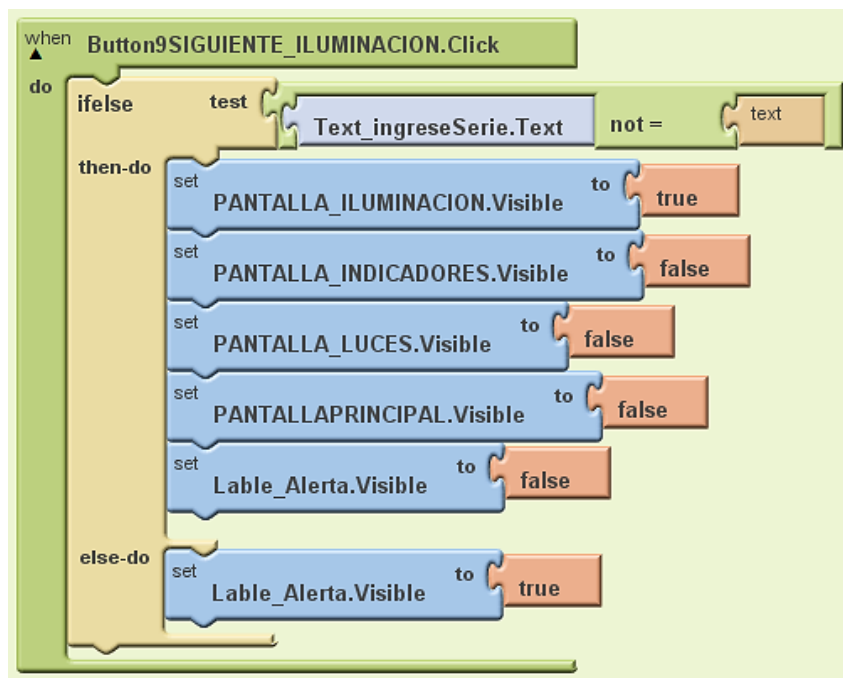 when Button9SIGUIENTE_ILUMINACION.Click
do ifelse test Text_ingreseSerie.Text not = text
then-do set PANTALLA_ILUMINACION.Visible to true
set PANTALLA_INDICADORES.Visible to false
set PANTALLA_LUCES.Visible to false
set PANTALLAPRINCIPAL.Visible to false
set Lable_Alerta.Visible to false
else-do set Lable_Alerta.Visible to true